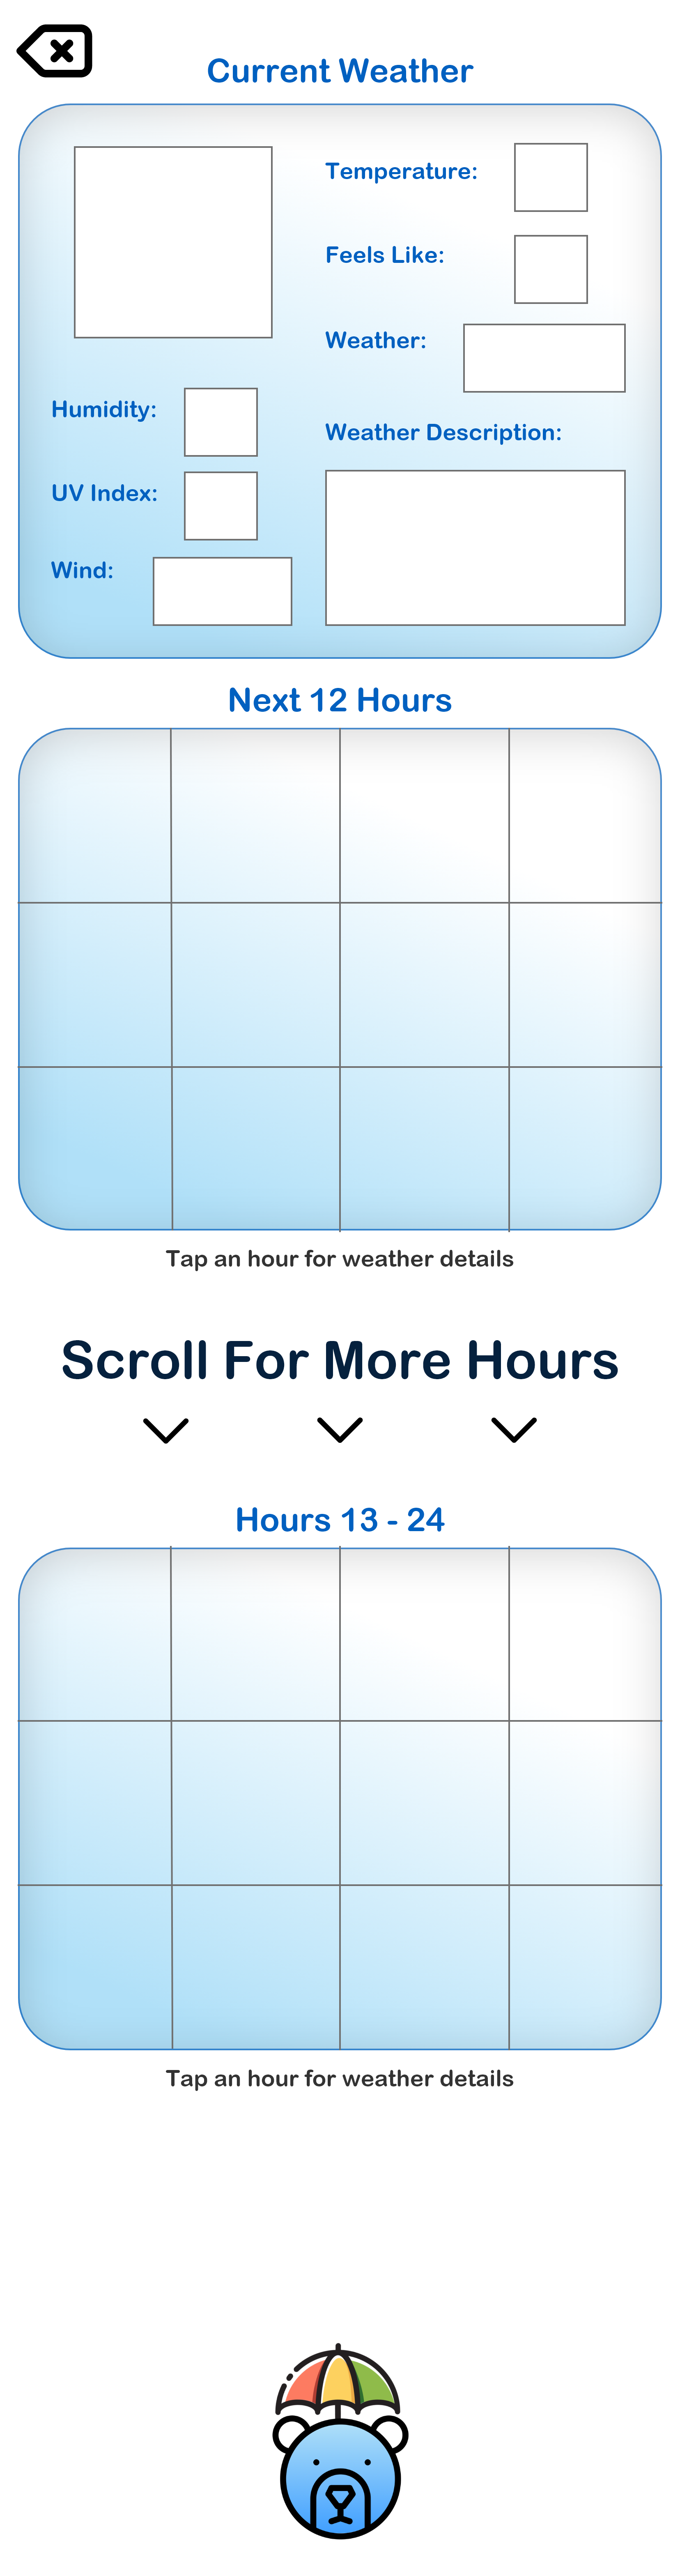 Current Weather
Temperature:
Feels Like:
Weather:
Humidity:
Weather Description:
UV Index:
Wind:
Next 12 Hours
Tap an hour for weather details
Scroll For More Hours
Hours 13 - 24
Tap an hour for weather details